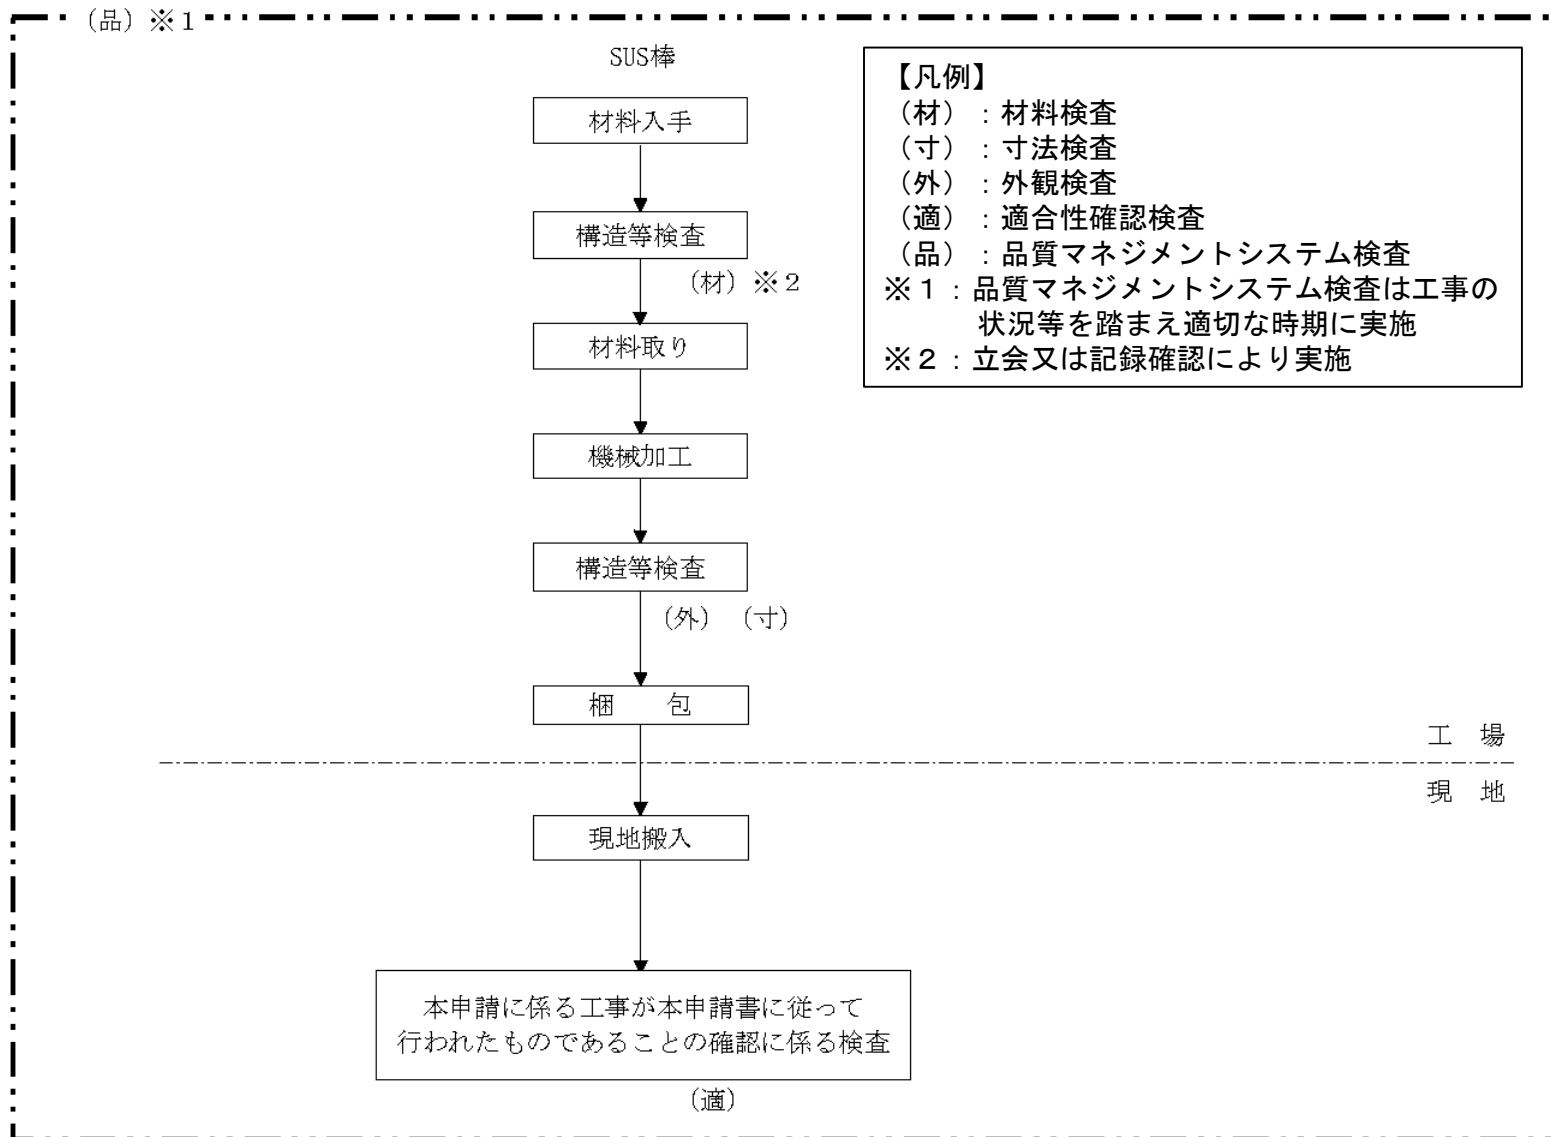 （品）※１
SUS棒
材料入手
構造等検査
（材）※２
材料取り
機械加工
構造等検査
（外）（寸）
梱　　包
工　場
現　地
現地搬入
本申請に係る工事が本申請書に従って
行われたものであることの確認に係る検査
（適）
【凡例】
（材）：材料検査
（寸）：寸法検査
（外）：外観検査
（適）：適合性確認検査
（品）：品質マネジメントシステム検査
※１：品質マネジメントシステム検査は工事の
状況等を踏まえ適切な時期に実施
※２：立会又は記録確認により実施